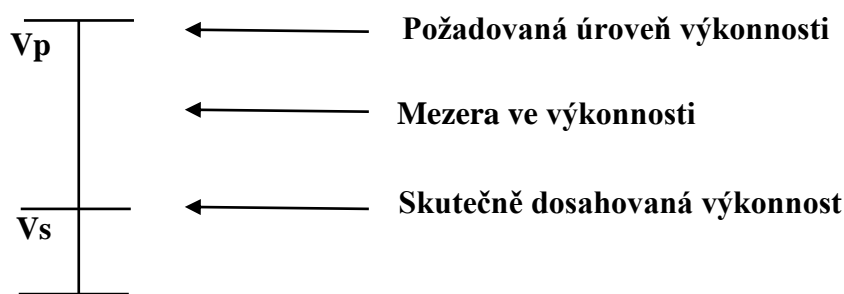 Vp
Požadovaná úroveň výkonnosti
Mezera ve výkonnosti
Skutečně dosahovaná výkonnost
Vs